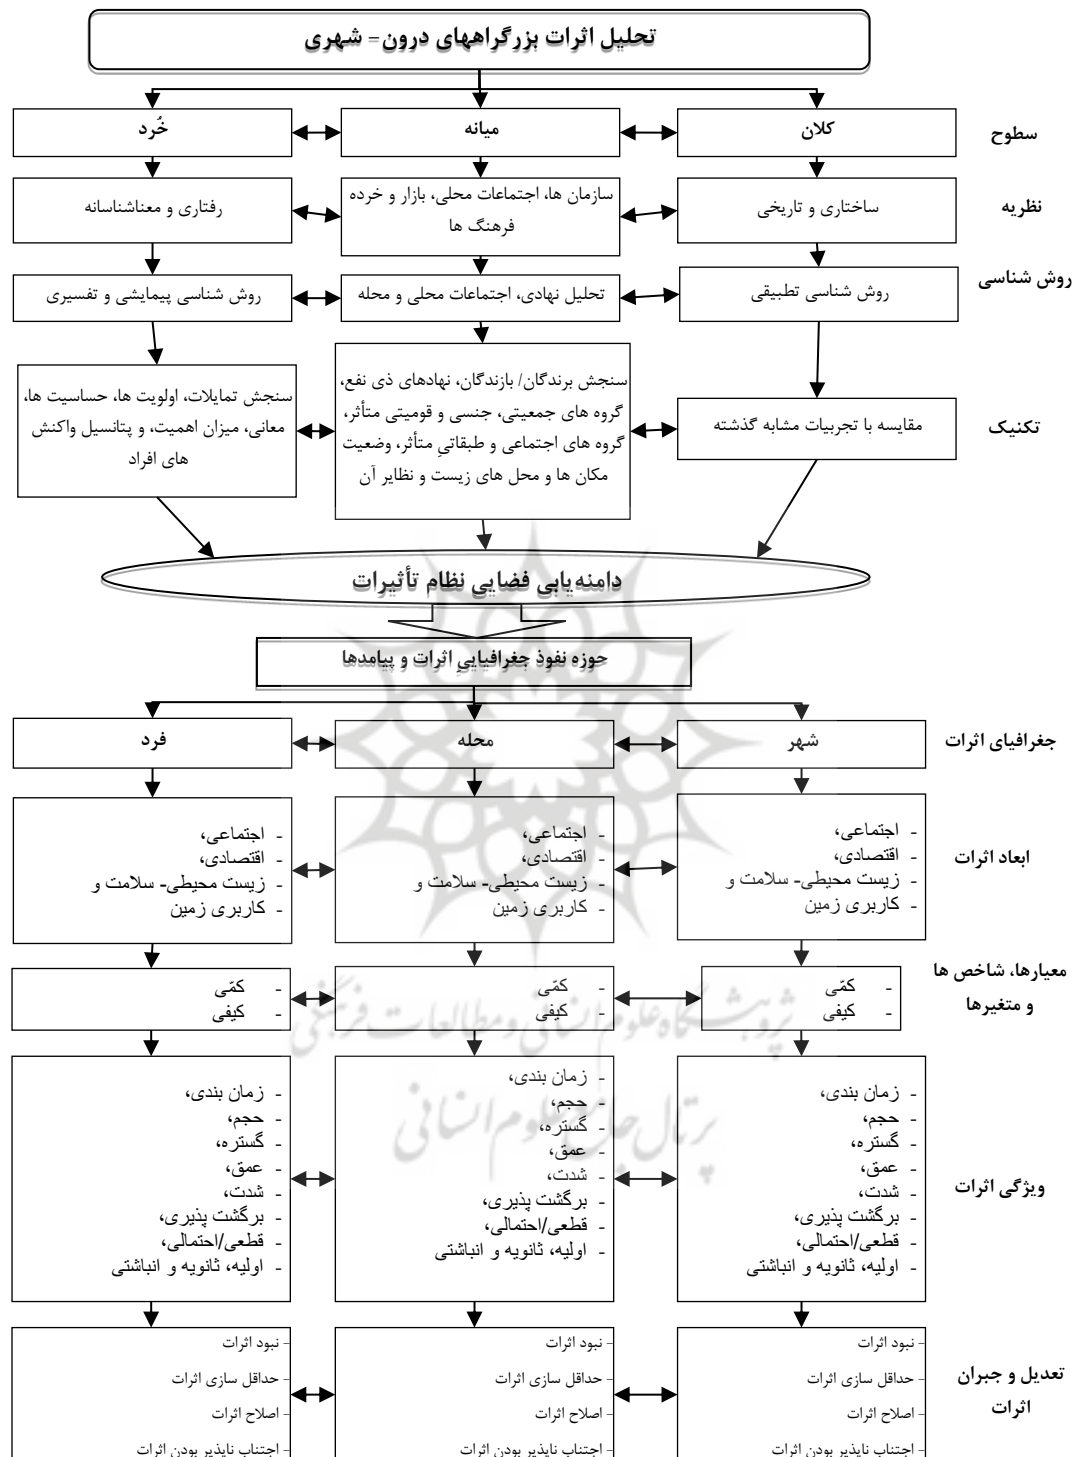 تحلیل اثرات بزرگراههای درون- شهری
سطوح
کلان
میانه
خُرد
نظریه
ساختاری و تاریخی
سازمان ها، اجتماعات محلی، بازار و خرده
فرهنگ ها
رفتاری و معناشناسانه
روش شناسی
روش شناسی تطبیقی
تحلیل نهادی، اجتماعات محلی و محله
روش شناسی پیمایشی و تفسیری
تکنیک
مقایسه با تجربیات مشابه گذشته
سنجش برندگان/ بازندگان، نهادهای ذی نفع،
گروه های جمعیتی، جنسی و قومیتی متأثر،
گروه های اجتماعی و طبقاتیِ متأثر، وضعیت
مکان ها و محل های زیست و نظایر آن
سنجش تمایلات، اولویت ها، حساسیت ها،
معانی، میزان اهمیت، و پتانسیل واکنش
های افراد
دامنه‌یابی فضایی نظام تأثیرات
حوزه نفوذ جغرافیاییِ اثرات و پیامدها
جغرافیای اثرات
شهر
محله
فرد
ابعاد اثرات
- اجتماعی،
- اقتصادی،
- زیست محیطی- سلامت و
- کاربری زمین
- اجتماعی،
- اقتصادی،
- زیست محیطی- سلامت و
- کاربری زمین
- اجتماعی،
- اقتصادی،
- زیست محیطی- سلامت و
- کاربری زمین
معیارها، شاخص ها
و متغیرها
- کمّی
- کیفی
- کمّی
- کیفی
- کمّی
- کیفی
پژوهشگاه علوم انسانی و مطالعات فرهنگی
پرتال جامع علوم انسانی
ویژگی اثرات
- زمان بندی،
- حجم،
- گستره،
- عمق،
- شدت،
- برگشت پذیری،
- قطعی/احتمالی،
- اولیه، ثانویه و انباشتی
- زمان بندی،
- حجم،
- گستره،
- عمق،
- شدت،
- برگشت پذیری،
- قطعی/احتمالی،
- اولیه، ثانویه و انباشتی
- زمان بندی،
- حجم،
- گستره،
- عمق،
- شدت،
- برگشت پذیری،
- قطعی/احتمالی،
- اولیه، ثانویه و انباشتی
تعدیل و جبران
اثرات
- نبود اثرات
- حداقل سازی اثرات
- اصلاح اثرات
- اجتناب ناپذیر بودن اثرات
- نبود اثرات
- حداقل سازی اثرات
- اصلاح اثرات
- اجتناب ناپذیر بودن اثرات
- نبود اثرات
- حداقل سازی اثرات
- اصلاح اثرات
- اجتناب ناپذیر بودن اثرات